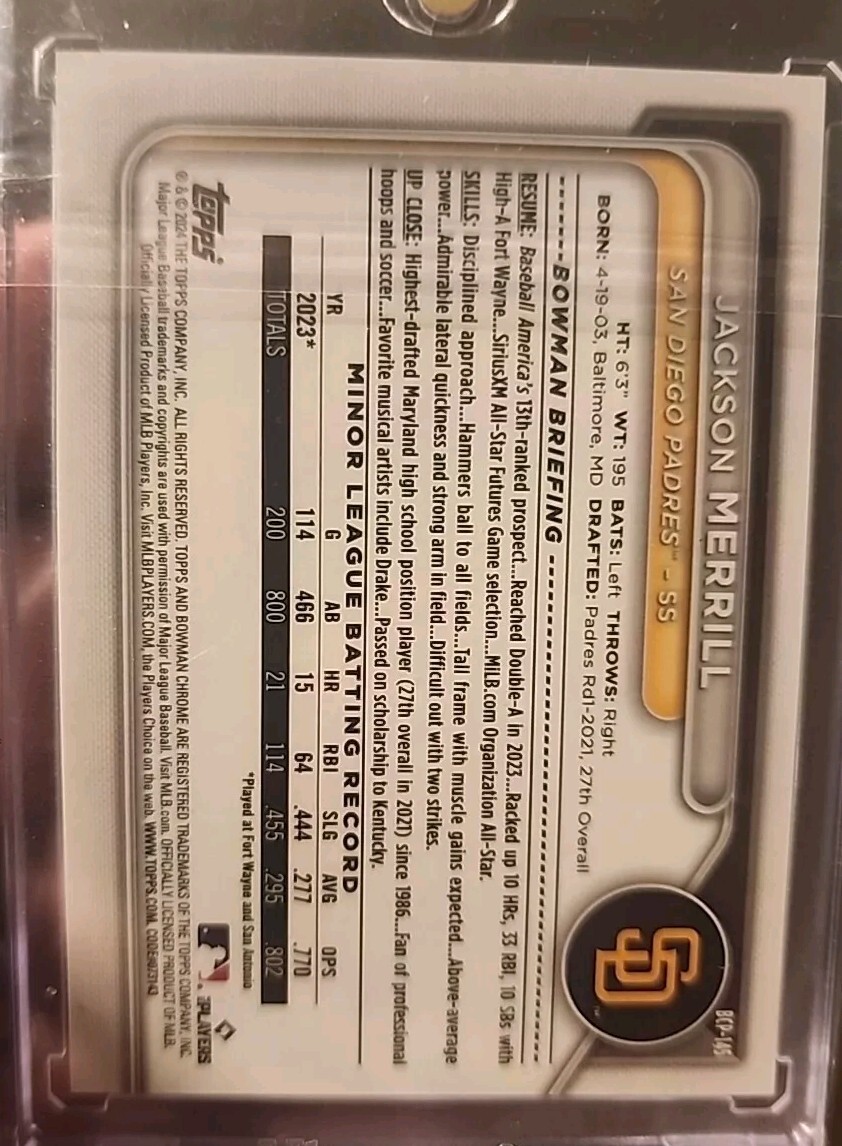 BCP-145
JACKSON MERRILL
SAN DIEGO PADRES™ - SS
SD
HT: 6'3" WT: 195 BATS: Left THROWS: Right
BORN: 4-19-03, Baltimore, MD DRAFTED: Padres Rd1-2021, 27th Overall
BOWMAN BRIEFING
RESUME: Baseball America's 13th-ranked prospect....Reached Double-A in 2023....Racked up 10 HRs, 33 RBI, 10 SBs with
High-A Fort Wayne....SiriusXM All-Star Futures Game selection....MiLB.com Organization All-Star.
SKILLS: Disciplined approach....Hammers ball to all fields....Tall frame with muscle gains expected....Above-average
power....Admirable lateral quickness and strong arm in field....Difficult out with two strikes.
UP CLOSE: Highest-drafted Maryland high school position player (27th overall in 2021) since 1986....Fan of professional
hoops and soccer....Favorite musical artists include Drake....Passed on scholarship to Kentucky.
MINOR LEAGUE BATTING RECORD
YR G AB HR RBI SLG AVG OPS
2023* 114 466 15 64 .444 .277 .770
TOTALS 200 800 21 114 .455 .295 .802
*Played at Fort Wayne and San Antonio
topps
MLB PLAYERS
® & © 2024 THE TOPPS COMPANY, INC. ALL RIGHTS RESERVED. TOPPS AND BOWMAN CHROME ARE REGISTERED TRADEMARKS OF THE TOPPS COMPANY, INC.
Major League Baseball trademarks and copyrights are used with permission of Major League Baseball. Visit MLB.com. OFFICIALLY LICENSED PRODUCT OF MLB.
Officially Licensed Product of MLB Players, Inc. Visit MLBPLAYERS.COM, the Players Choice on the web. WWW.TOPPS.COM. CODE#073143